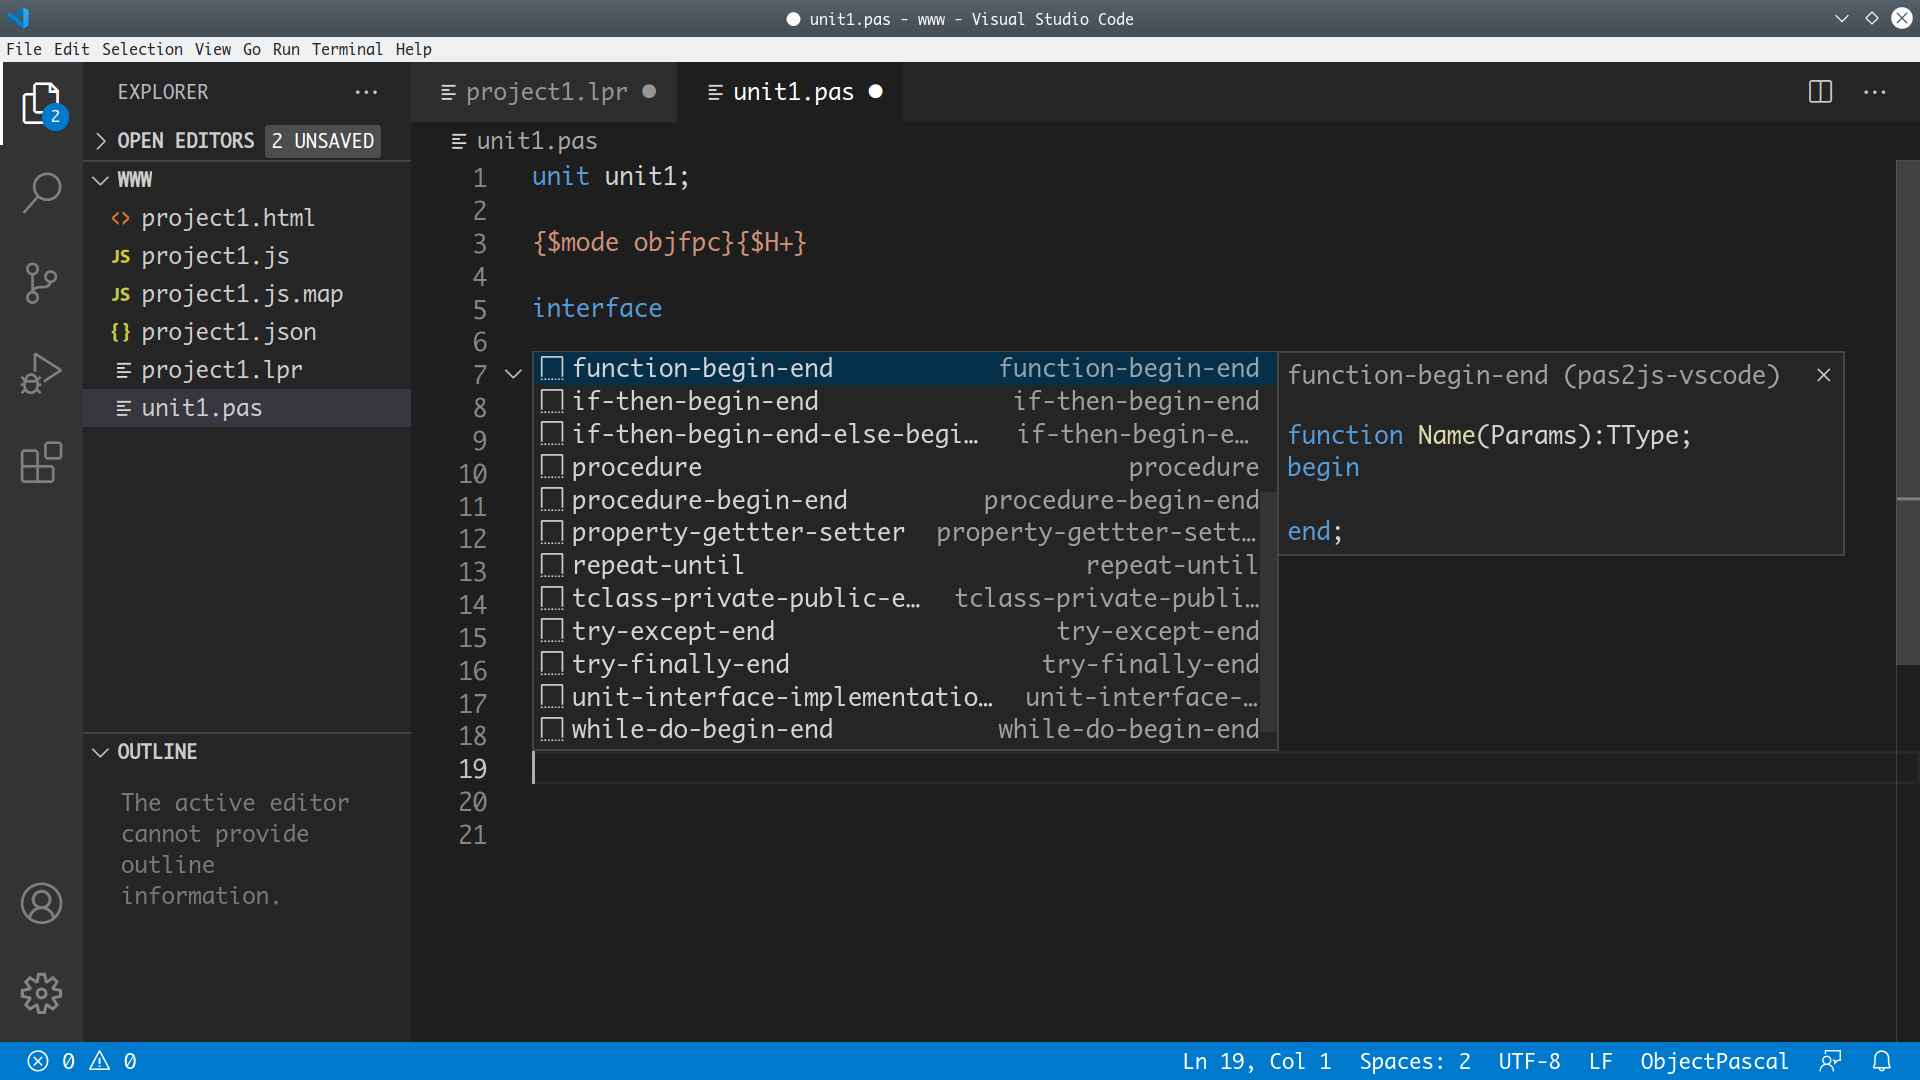 unit1.pas - www - Visual Studio Code
File Edit Selection View Go Run Terminal Help
2
EXPLORER ···
OPEN EDITORS 2 UNSAVED
WWW
<> project1.html
JS project1.js
JS project1.js.map
{} project1.json
project1.lpr
unit1.pas
OUTLINE
The active editor
cannot provide
outline
information.
project1.lpr
unit1.pas
···
unit1.pas
1 unit unit1;
2
3 {$mode objfpc}{$H+}
4
5 interface
6
7
8
9
10
11
12
13
14
15
16
17
18
19
20
21
function-begin-end function-begin-end
if-then-begin-end if-then-begin-end
if-then-begin-end-else-begi… if-then-begin-e…
procedure procedure
procedure-begin-end procedure-begin-end
property-gettter-setter property-gettter-sett…
repeat-until repeat-until
tclass-private-public-e… tclass-private-publi…
try-except-end try-except-end
try-finally-end try-finally-end
unit-interface-implementatio… unit-interface-…
while-do-begin-end while-do-begin-end
function-begin-end (pas2js-vscode)
function Name(Params):TType;
begin
end;
0 0
Ln 19, Col 1 Spaces: 2 UTF-8 LF ObjectPascal